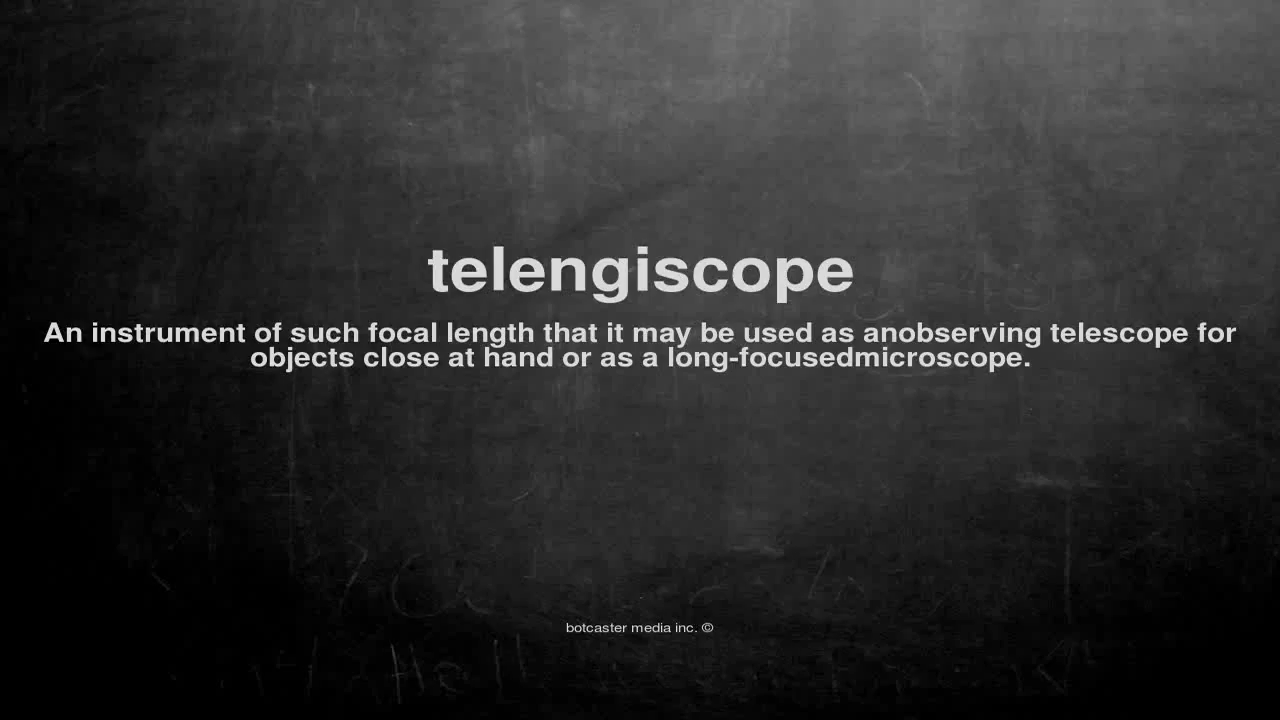 telengiscope
An instrument of such focal length that it may be used as anobserving telescope for
objects close at hand or as a long-focusedmicroscope.
botcaster media inc. ©